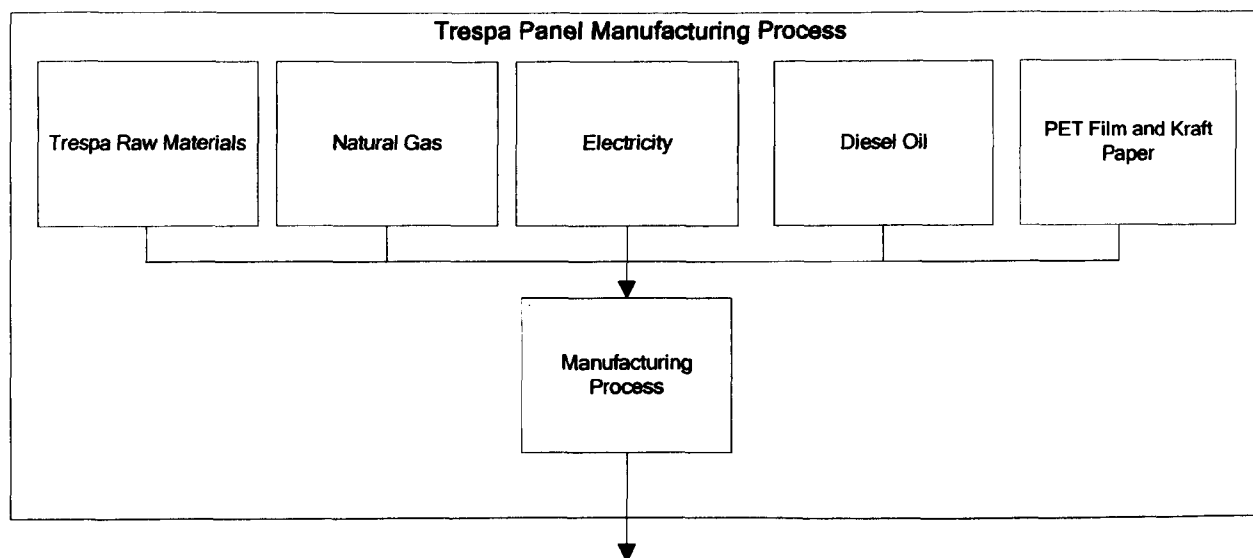 Trespa Panel Manufacturing Process
Trespa Raw Materials
Natural Gas
Electricity
Diesel Oil
PET Film and Kraft
Paper
Manufacturing
Process